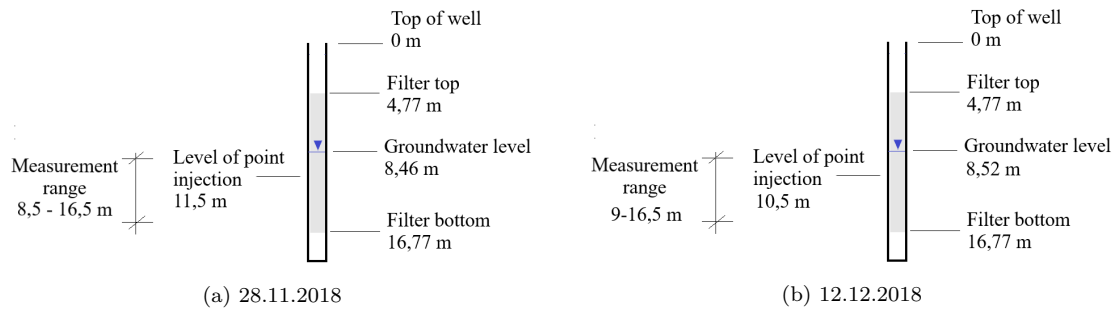 Top of well
0 m
Filter top
4,77 m
Groundwater level
8,46 m
Level of point
injection
11,5 m
Measurement
range
8,5 - 16,5 m
Filter bottom
16,77 m
(a) 28.11.2018
Top of well
0 m
Filter top
4,77 m
Groundwater level
8,52 m
Level of point
injection
10,5 m
Measurement
range
9-16,5 m
Filter bottom
16,77 m
(b) 12.12.2018